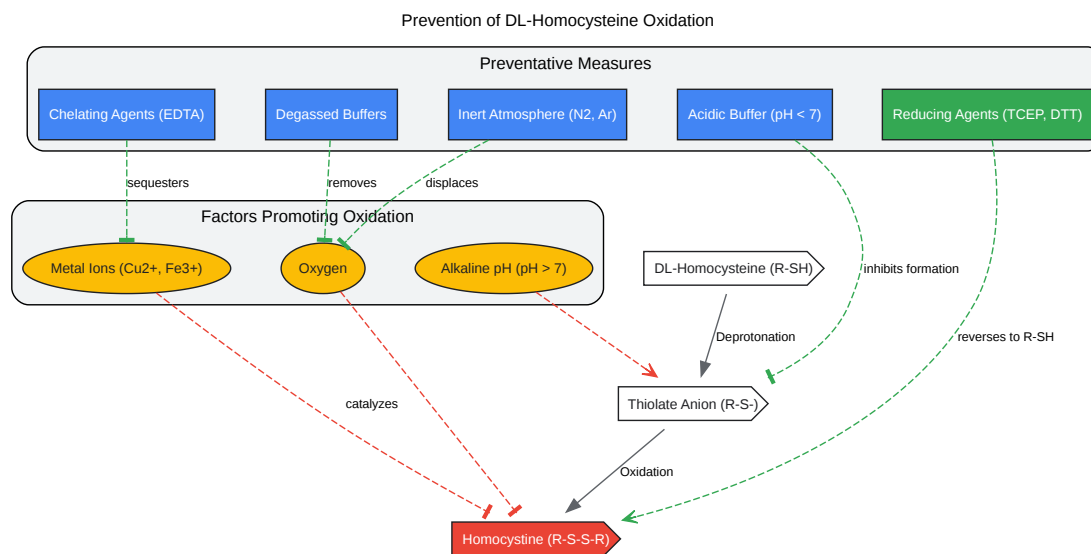 Prevention of DL-Homocysteine Oxidation
Preventative Measures
Chelating Agents (EDTA)
Degassed Buffers
Inert Atmosphere (N2, Ar)
Acidic Buffer (pH < 7)
Reducing Agents (TCEP, DTT)
sequesters
removes
displaces
Factors Promoting Oxidation
Metal Ions (Cu2+, Fe3+)
Oxygen
Alkaline pH (pH > 7)
DL-Homocysteine (R-SH)
inhibits formation
Deprotonation
reverses to R-SH
catalyzes
Thiolate Anion (R-S-)
Oxidation
Homocystine (R-S-S-R)